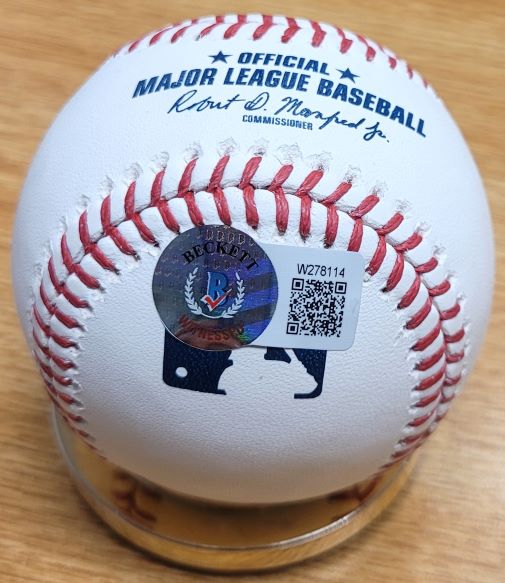 ★ OFFICIAL ★
MAJOR LEAGUE BASEBALL
Robert D. Manfred Jr.
COMMISSIONER
BECKETT
B
WITNESSED
W278114